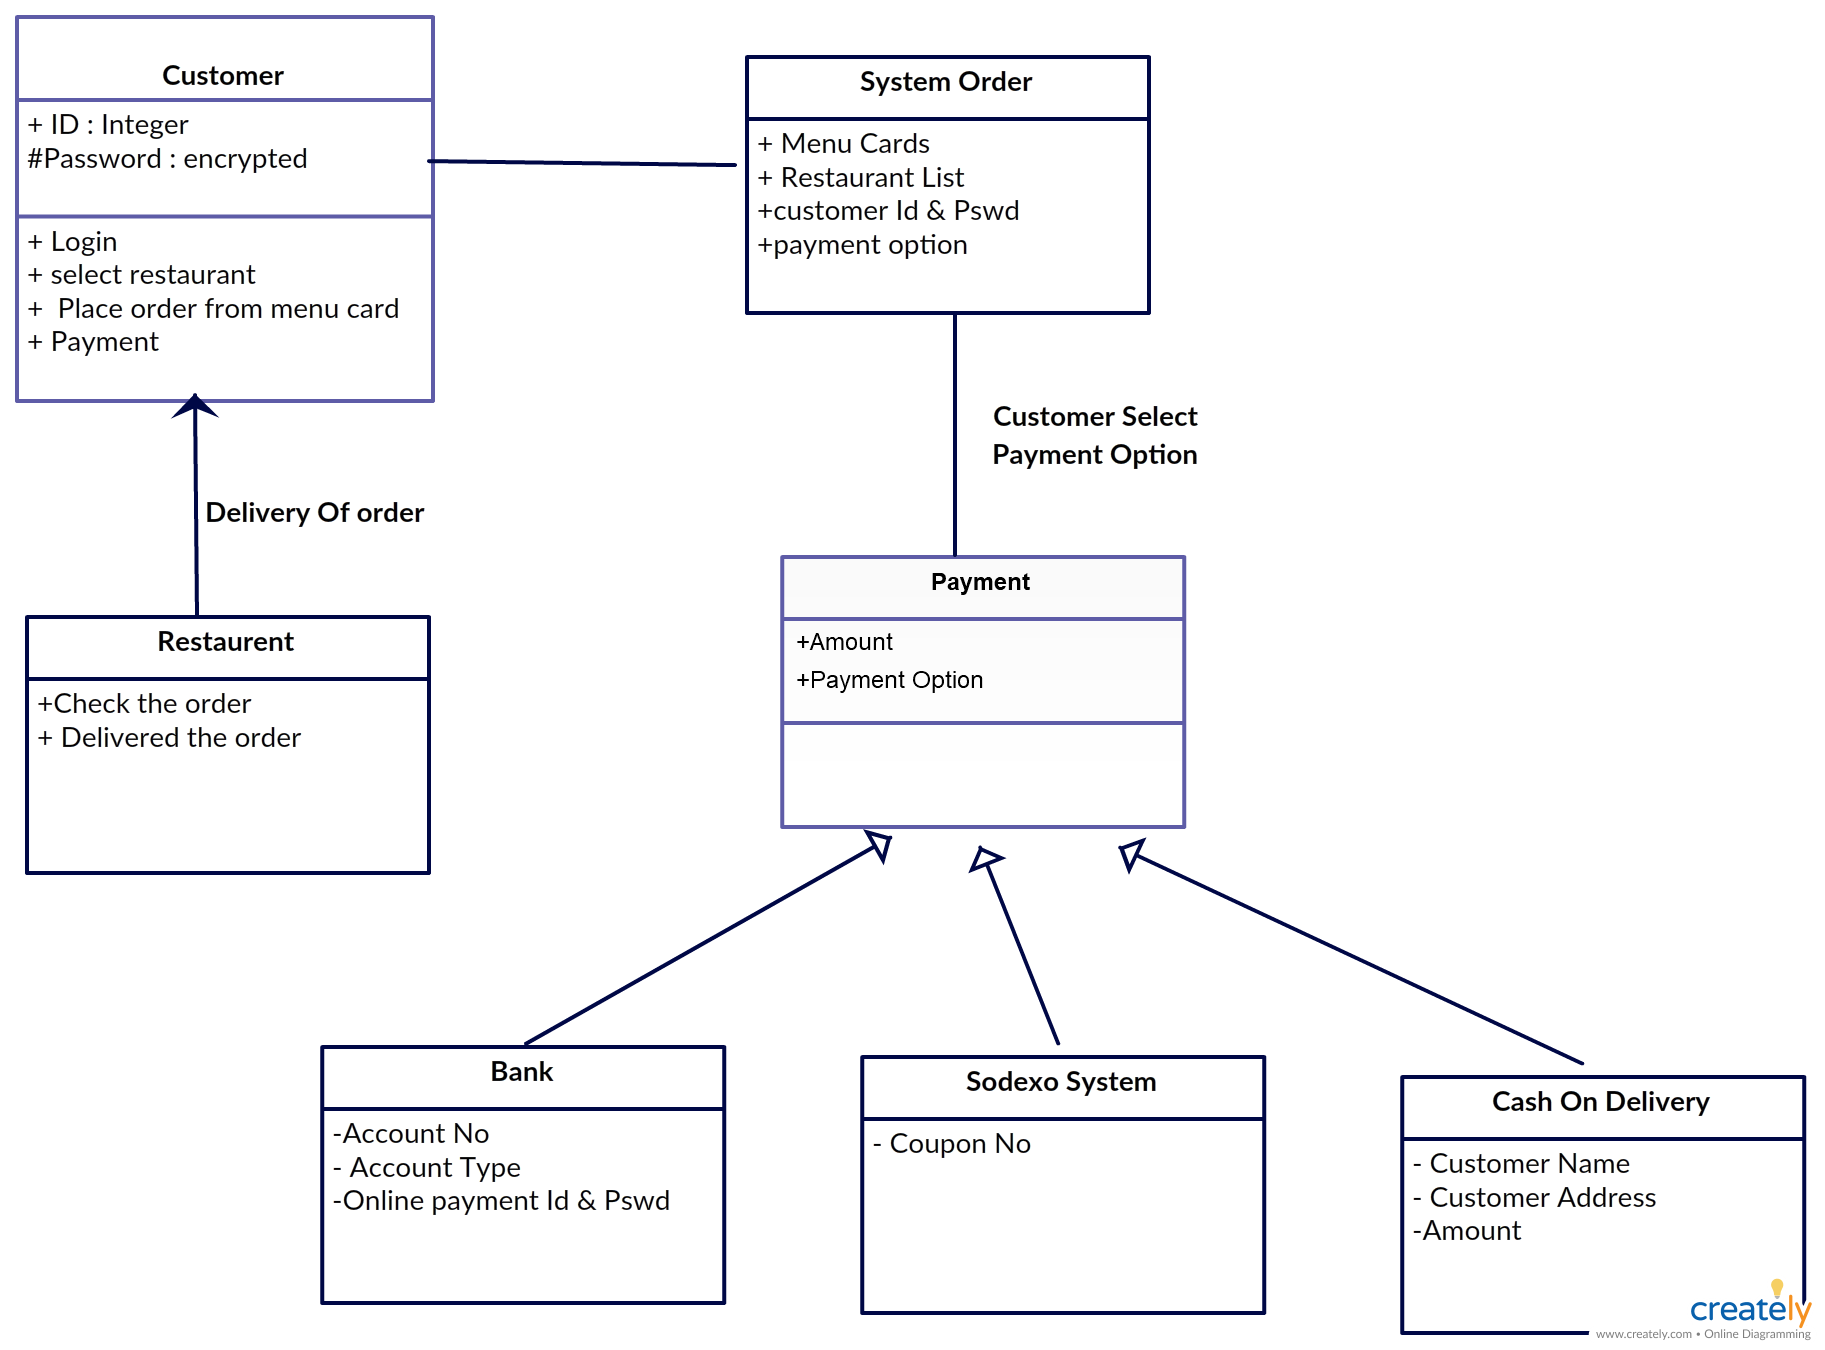 Customer
+ ID : Integer
#Password : encrypted
+ Login
+ select restaurant
+  Place order from menu card
+ Payment
System Order
+ Menu Cards
+ Restaurant List
+customer Id & Pswd
+payment option
Customer Select
Payment Option
Delivery Of order
Restaurent
+Check the order
+ Delivered the order
Payment
+Amount
+Payment Option
Bank
-Account No
- Account Type
-Online payment Id & Pswd
Sodexo System
- Coupon No
Cash On Delivery
- Customer Name
- Customer Address
-Amount
creately
www.creately.com • Online Diagramming